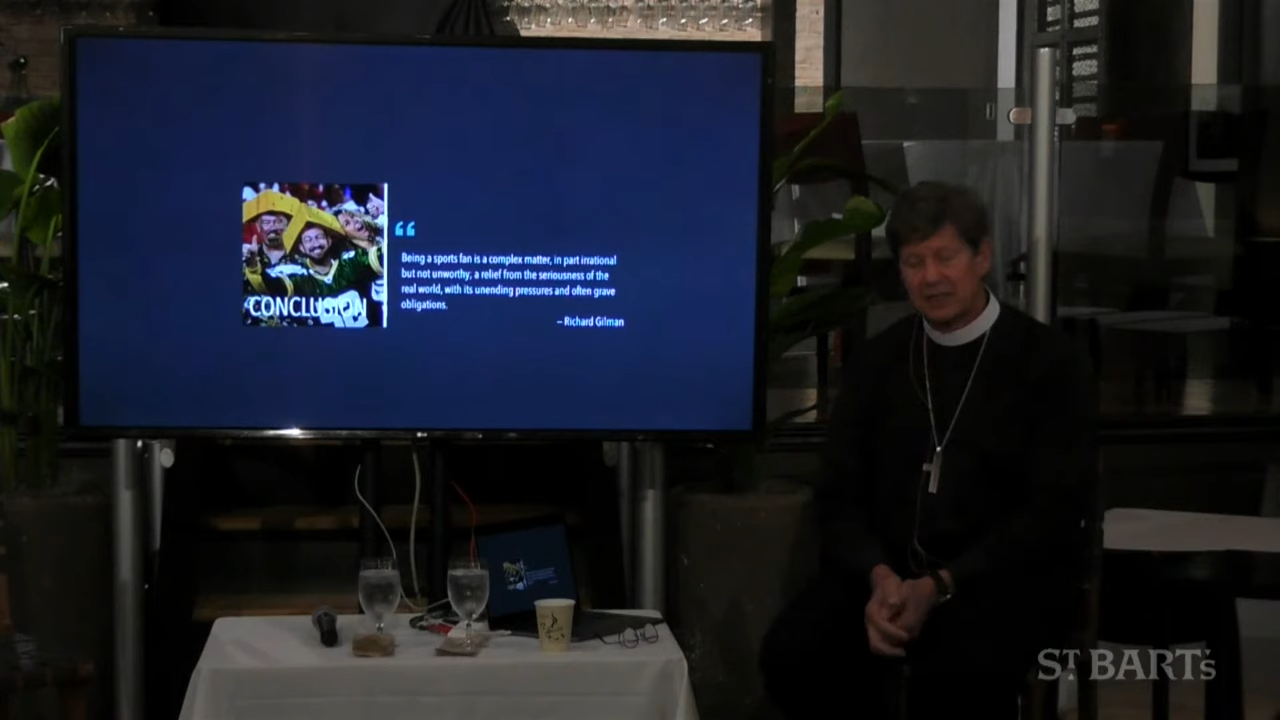 CONCLUSION
“
Being a sports fan is a complex matter, in part irrational
but not unworthy; a relief from the seriousness of the
real world, with its unending pressures and often grave
obligations.
– Richard Gilman
ST. BART'S